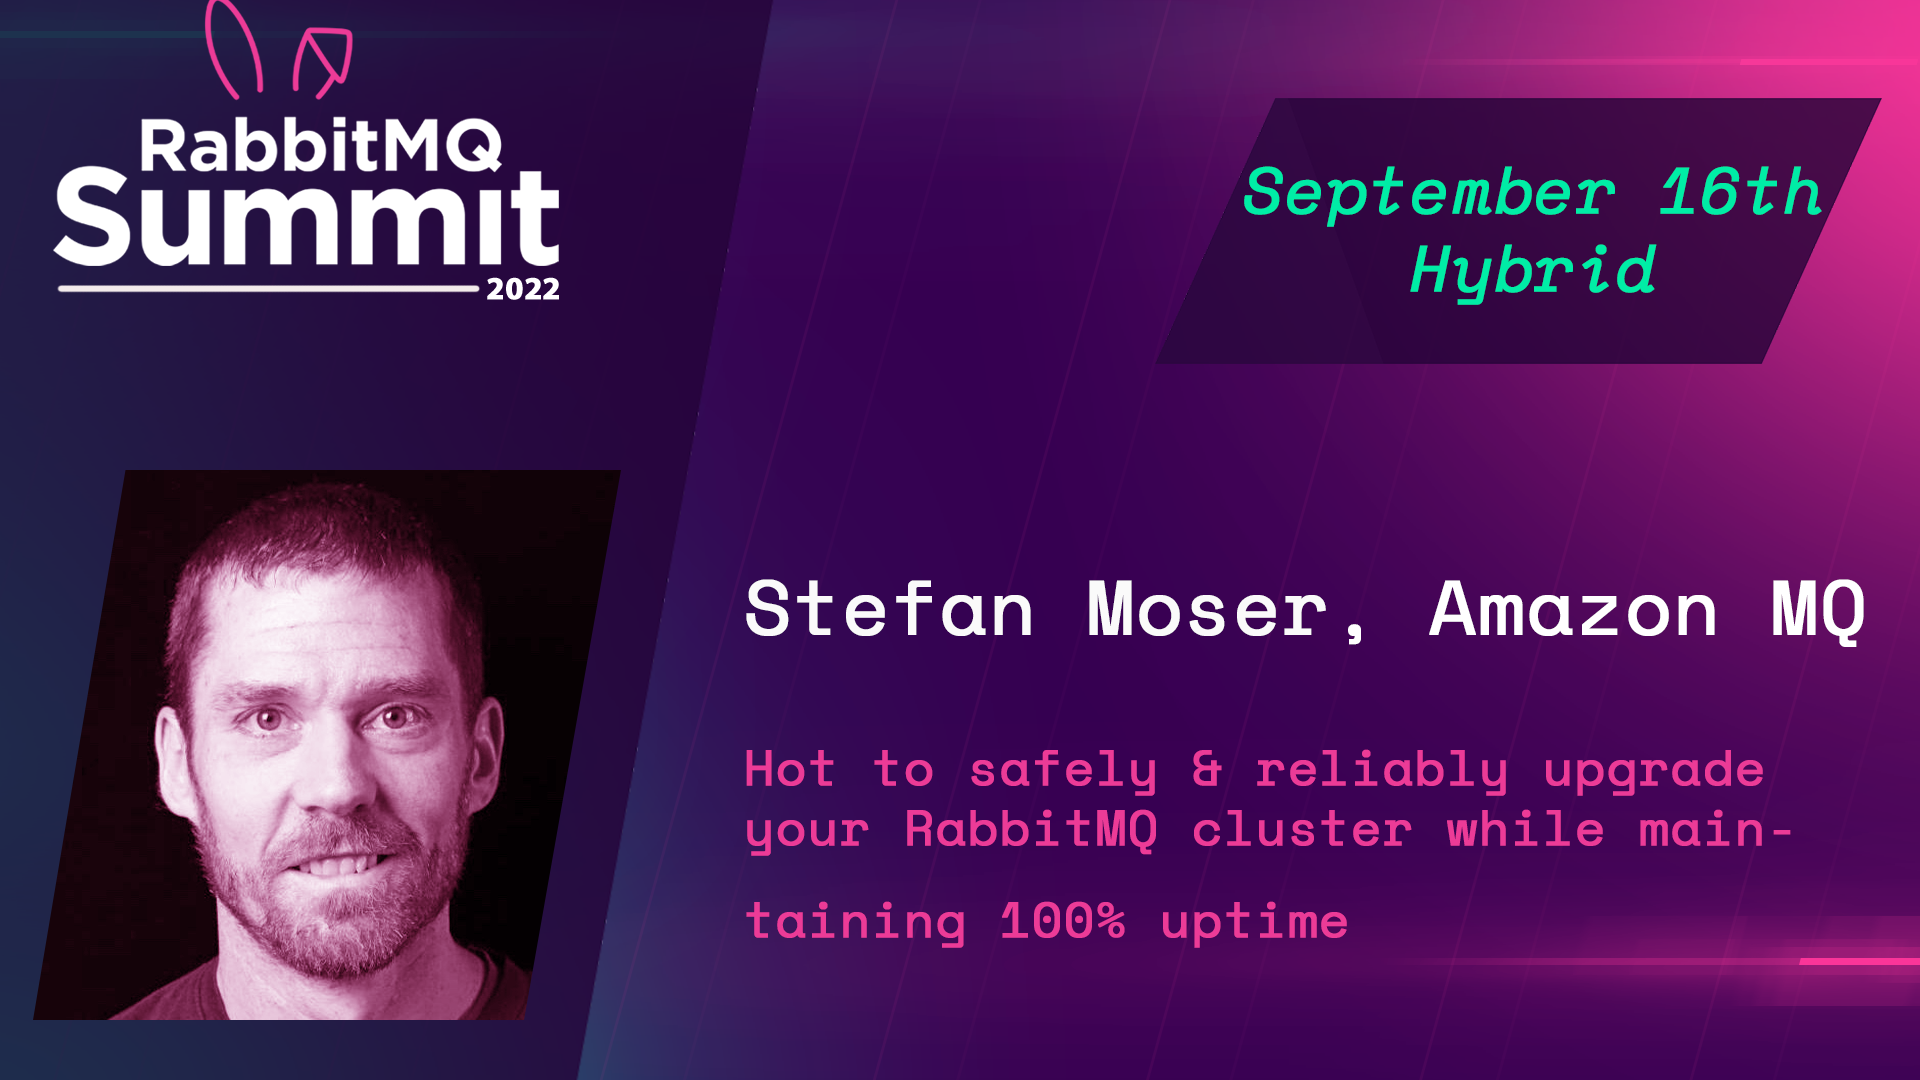 RabbitMQ
Summit
2022
September 16th
Hybrid
Stefan Moser, Amazon MQ
Hot to safely & reliably upgrade
your RabbitMQ cluster while main-
taining 100% uptime